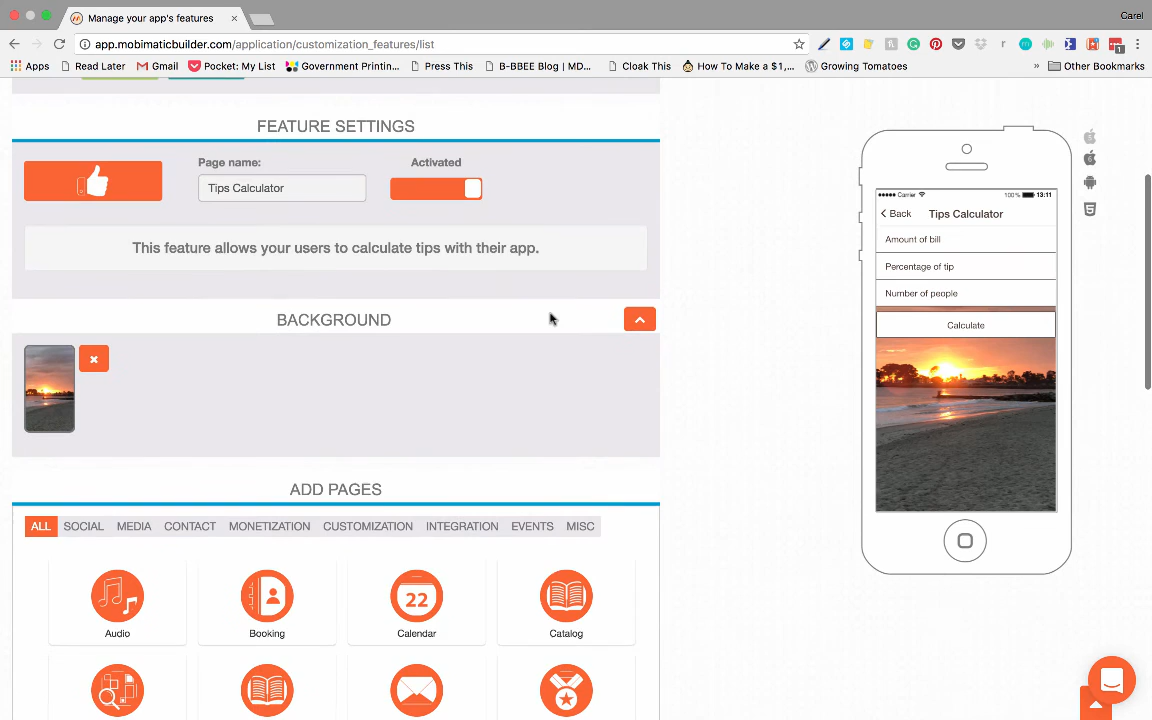 Manage your app's features
Carel
app.mobimaticbuilder.com/application/customization_features/list
Apps Read Later Gmail Pocket: My List Government Printin... Press This B-BBEE Blog | MD... Cloak This How To Make a $1,... Growing Tomatoes » Other Bookmarks
FEATURE SETTINGS
Page name:
Activated
Tips Calculator
This feature allows your users to calculate tips with their app.
BACKGROUND
ADD PAGES
ALL SOCIAL MEDIA CONTACT MONETIZATION CUSTOMIZATION INTEGRATION EVENTS MISC
22
Audio Booking Calendar Catalog
Carrier 100% 13:11
Back Tips Calculator
Amount of bill
Percentage of tip
Number of people
Calculate
1